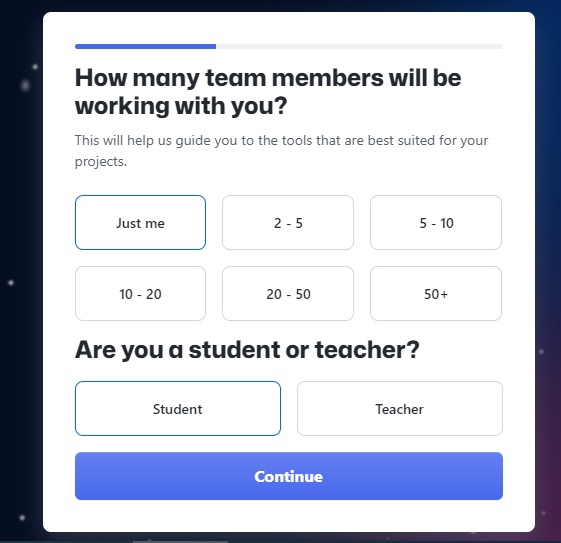 How many team members will be
working with you?
This will help us guide you to the tools that are best suited for your
projects.
Just me
2 - 5
5 - 10
10 - 20
20 - 50
50+
Are you a student or teacher?
Student
Teacher
Continue